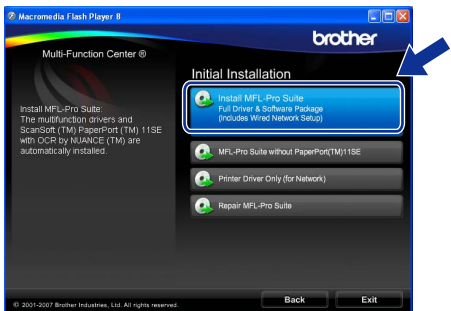 Macromedia Flash Player 8
brother
Multi-Function Center ®
Initial Installation
Install MFL-Pro Suite:
The multifunction drivers and
ScanSoft (TM) PaperPort (TM) 11SE
with OCR by NUANCE (TM) are
automatically installed.
Install MFL-Pro Suite
Full Driver & Software Package
(Includes Wired Network Setup)
MFL-Pro Suite without PaperPort(TM)11SE
Printer Driver Only (for Network)
Repair MFL-Pro Suite
© 2001-2007 Brother Industries, Ltd. All rights reserved.
Back
Exit